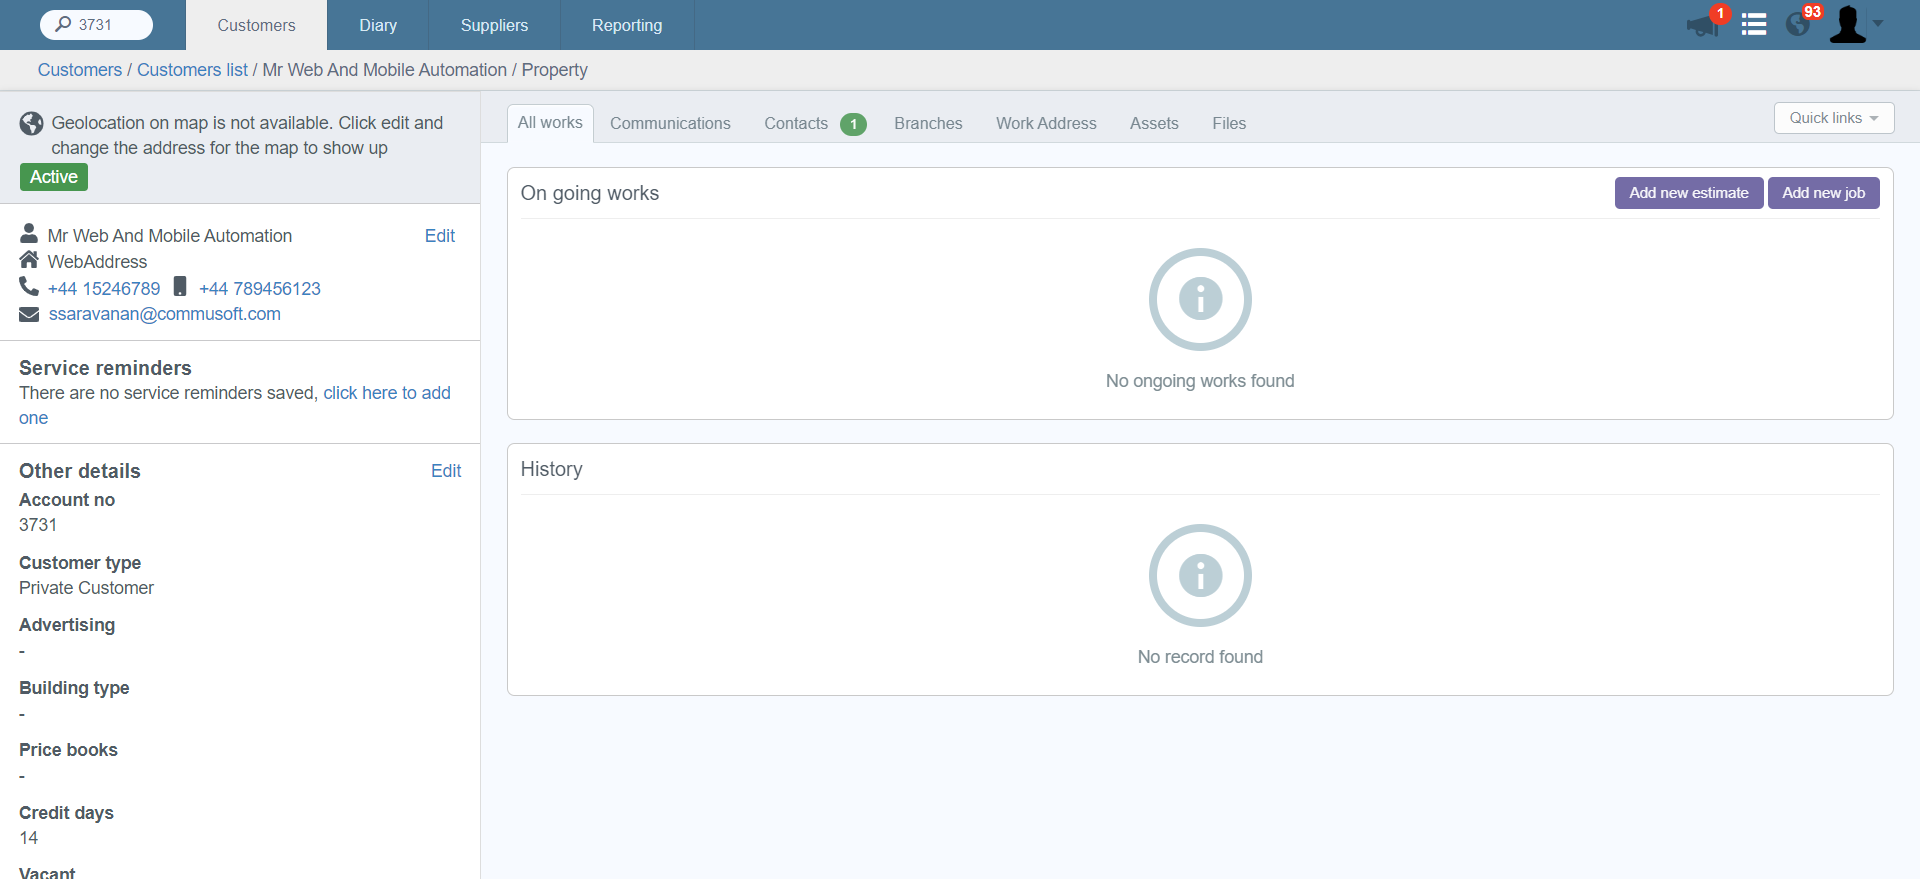 3731
Customers
Diary
Suppliers
Reporting
1
93
Customers / Customers list / Mr Web And Mobile Automation / Property
Geolocation on map is not available. Click edit and
change the address for the map to show up
Active
Mr Web And Mobile Automation
Edit
WebAddress
+44 15246789
+44 789456123
ssaravanan@commusoft.com
Service reminders
There are no service reminders saved, click here to add
one
Other details
Edit
Account no
3731
Customer type
Private Customer
Advertising
-
Building type
-
Price books
-
Credit days
14
Vacant
All works
Communications
Contacts 1
Branches
Work Address
Assets
Files
Quick links
On going works
Add new estimate
Add new job
No ongoing works found
History
No record found